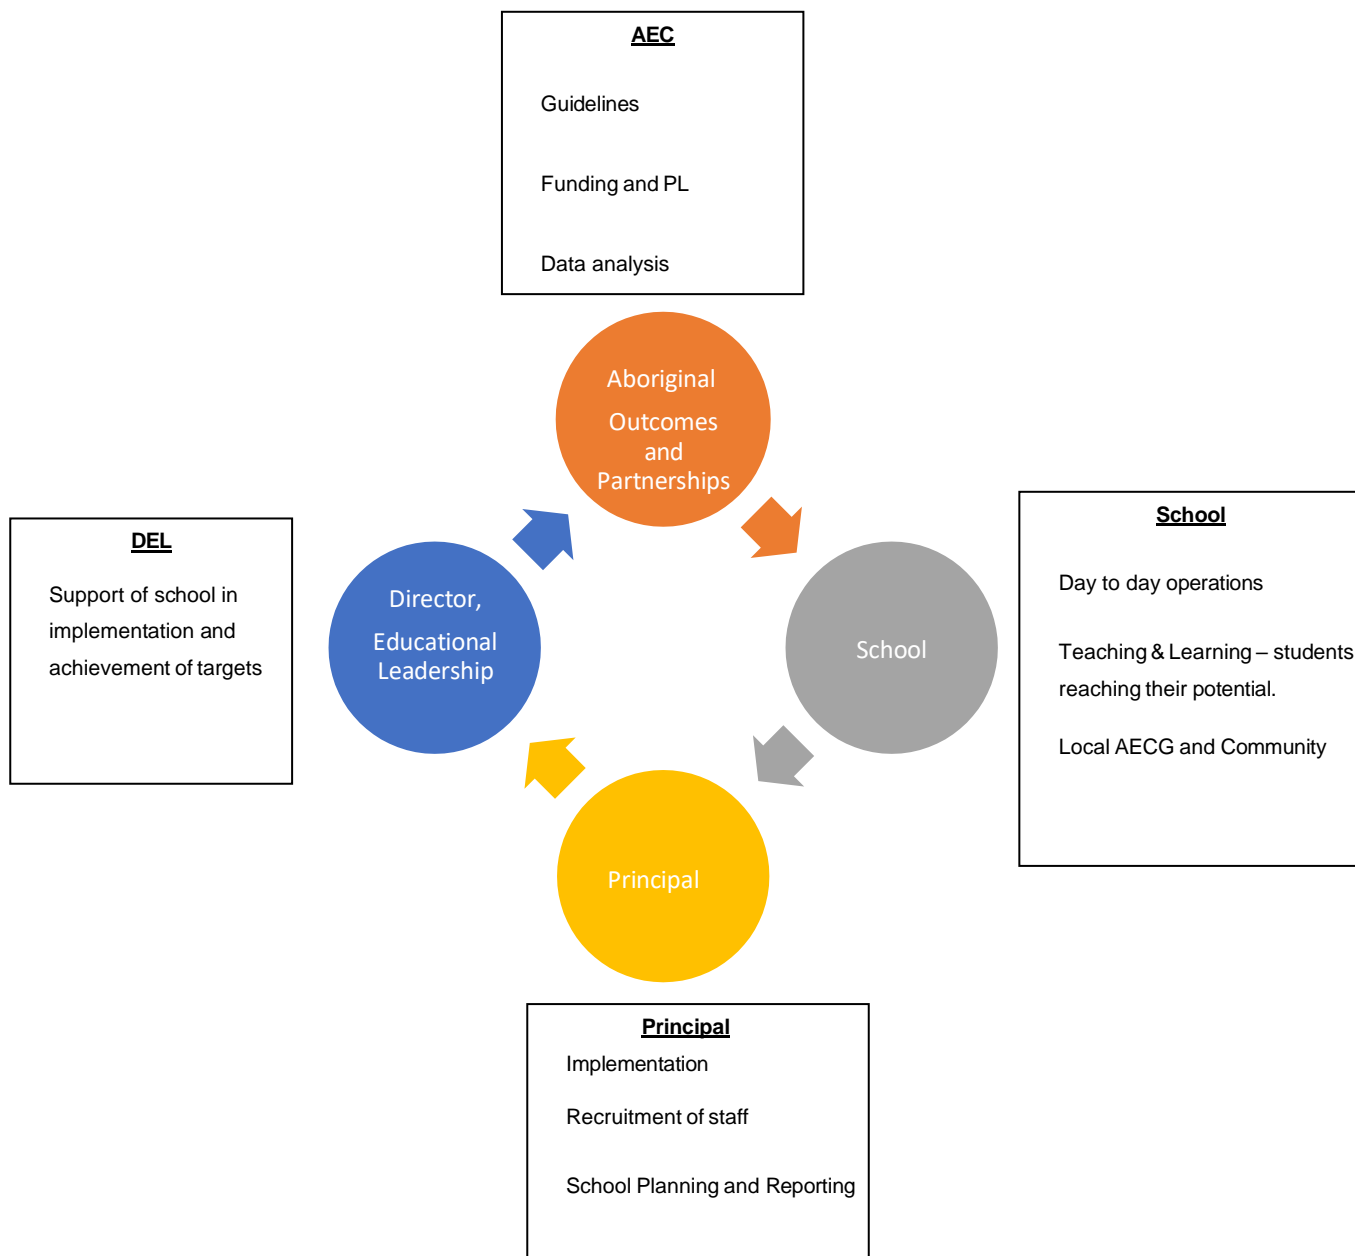 AEC
Guidelines
Funding and PL
Data analysis
Aboriginal
Outcomes
and
Partnerships
DEL
Support of school in
implementation and
achievement of targets
Director,
Educational
Leadership
School
School
Day to day operations
Teaching & Learning – students
reaching their potential.
Local AECG and Community
Principal
Principal
Implementation
Recruitment of staff
School Planning and Reporting